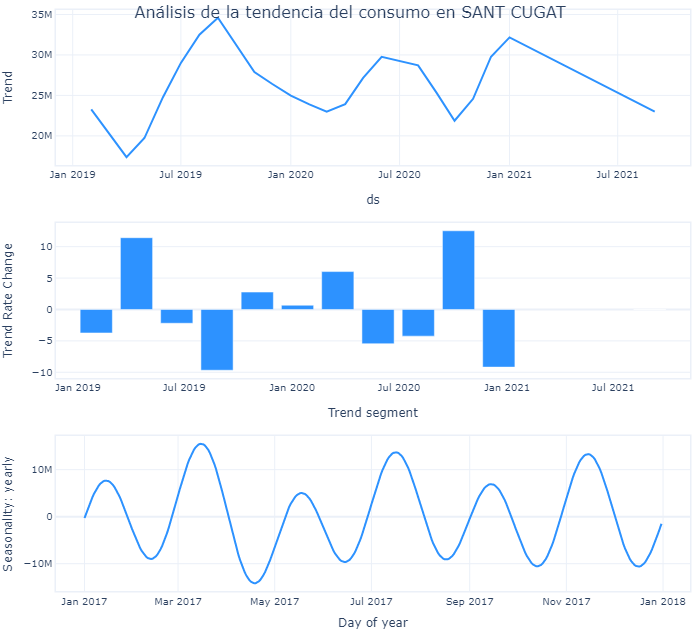 Análisis de la tendencia del consumo en SANT CUGAT
35M
30M
25M
20M
Trend
Jan 2019 Jul 2019 Jan 2020 Jul 2020 Jan 2021 Jul 2021
ds
10
5
0
−5
−10
Trend Rate Change
Jan 2019 Jul 2019 Jan 2020 Jul 2020 Jan 2021 Jul 2021
Trend segment
10M
0
−10M
Seasonality: yearly
Jan 2017 Mar 2017 May 2017 Jul 2017 Sep 2017 Nov 2017 Jan 2018
Day of year